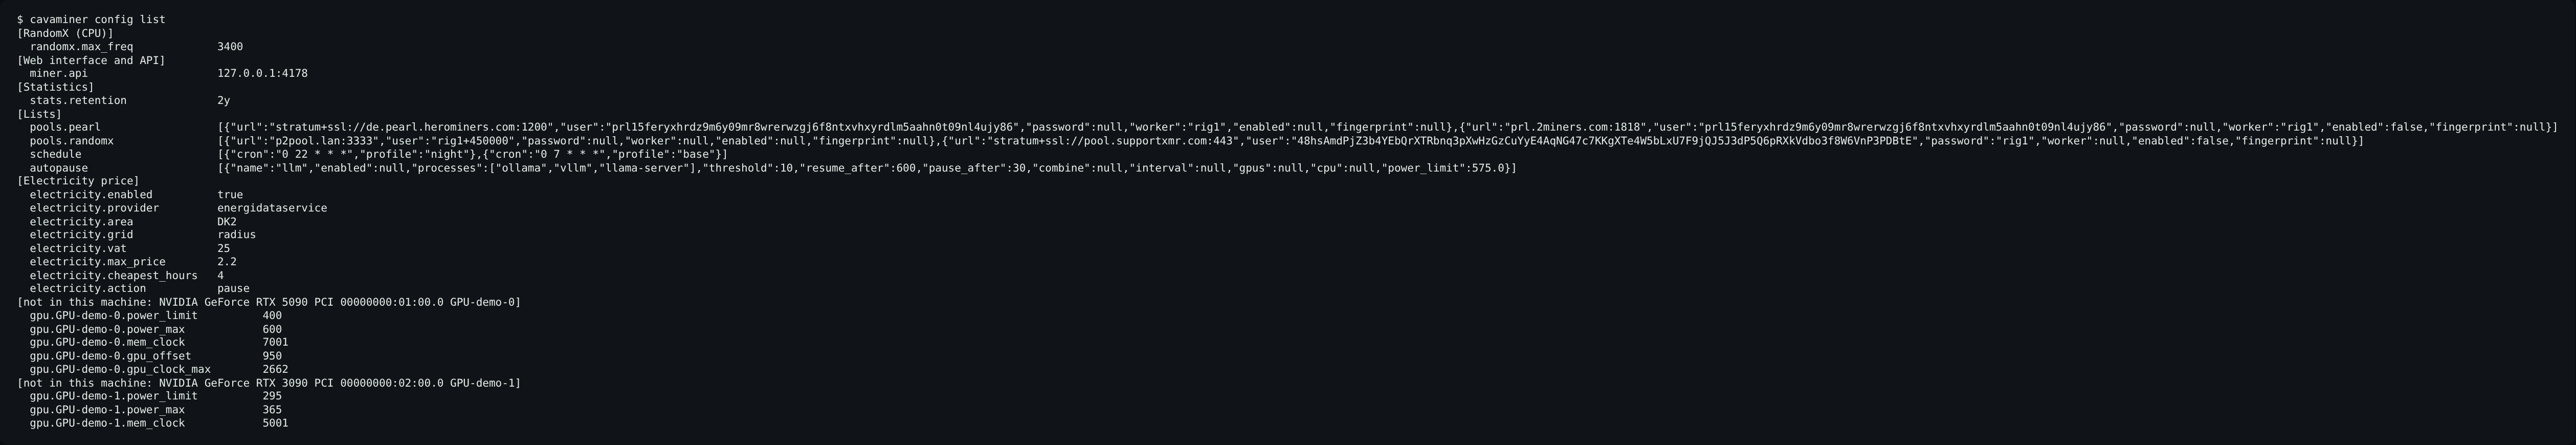 $ cavaminer config list
[RandomX (CPU)]
  randomx.max_freq             3400
[Web interface and API]
  miner.api                    127.0.0.1:4178
[Statistics]
  stats.retention              2y
[Lists]
  pools.pearl                  [{"url":"stratum+ssl://de.pearl.herominers.com:1200","user":"prl15feryxhrdz9m6y09mr8wrerwzgj6f8ntxvhxyrdlm5aahn0t09nl4ujy86","password":null,"worker":"rig1","enabled":null,"fingerprint":null},{"url":"prl.2miners.com:1818","user":"prl15feryxhrdz9m6y09mr8wrerwzgj6f8ntxvhxyrdlm5aahn0t09nl4ujy86","password":null,"worker":"rig1","enabled":false,"fingerprint":null}]
  pools.randomx                [{"url":"p2pool.lan:3333","user":"rig1+450000","password":null,"worker":null,"enabled":null,"fingerprint":null},{"url":"stratum+ssl://pool.supportxmr.com:443","user":"48hsAmdPjZ3b4YEbQrXTRbnq3pXwHzGzCuYyE4AqNG47c7KKgXTe4W5bLxU7F9jQJ5J3dP5Q6pRXkVdbo3f8W6VnP3PDBtE","password":"rig1","worker":null,"enabled":false,"fingerprint":null}]
  schedule                     [{"cron":"0 22 * * *","profile":"night"},{"cron":"0 7 * * *","profile":"base"}]
  autopause                    [{"name":"llm","enabled":null,"processes":["ollama","vllm","llama-server"],"threshold":10,"resume_after":600,"pause_after":30,"combine":null,"interval":null,"gpus":null,"cpu":null,"power_limit":575.0}]
[Electricity price]
  electricity.enabled          true
  electricity.provider         energidataservice
  electricity.area             DK2
  electricity.grid             radius
  electricity.vat              25
  electricity.max_price        2.2
  electricity.cheapest_hours   4
  electricity.action           pause
[not in this machine: NVIDIA GeForce RTX 5090 PCI 00000000:01:00.0 GPU-demo-0]
  gpu.GPU-demo-0.power_limit          400
  gpu.GPU-demo-0.power_max            600
  gpu.GPU-demo-0.mem_clock            7001
  gpu.GPU-demo-0.gpu_offset           950
  gpu.GPU-demo-0.gpu_clock_max        2662
[not in this machine: NVIDIA GeForce RTX 3090 PCI 00000000:02:00.0 GPU-demo-1]
  gpu.GPU-demo-1.power_limit          295
  gpu.GPU-demo-1.power_max            365
  gpu.GPU-demo-1.mem_clock            5001